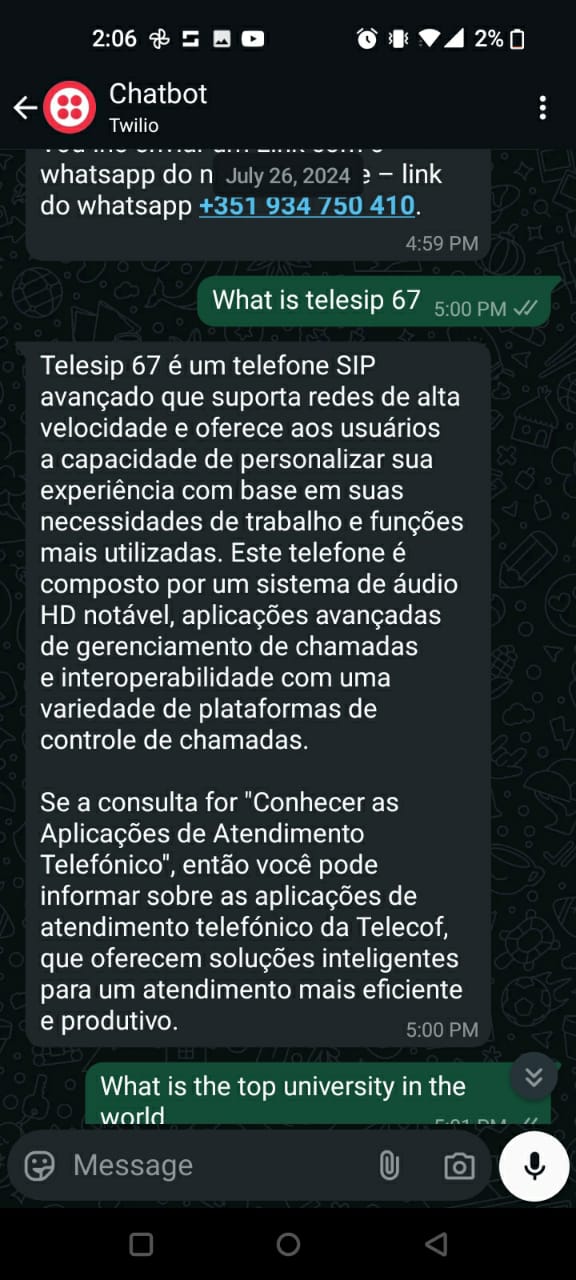 2:06
2%
Chatbot
Twilio
July 26, 2024
whatsapp do n e – link
do whatsapp +351 934 750 410.
4:59 PM
What is telesip 67 5:00 PM
Telesip 67 é um telefone SIP
avançado que suporta redes de alta
velocidade e oferece aos usuários
a capacidade de personalizar sua
experiência com base em suas
necessidades de trabalho e funções
mais utilizadas. Este telefone é
composto por um sistema de áudio
HD notável, aplicações avançadas
de gerenciamento de chamadas
e interoperabilidade com uma
variedade de plataformas de
controle de chamadas.
Se a consulta for "Conhecer as
Aplicações de Atendimento
Telefónico", então você pode
informar sobre as aplicações de
atendimento telefónico da Telecof,
que oferecem soluções inteligentes
para um atendimento mais eficiente
e produtivo.
5:00 PM
What is the top university in the
world
5:01 PM
Message